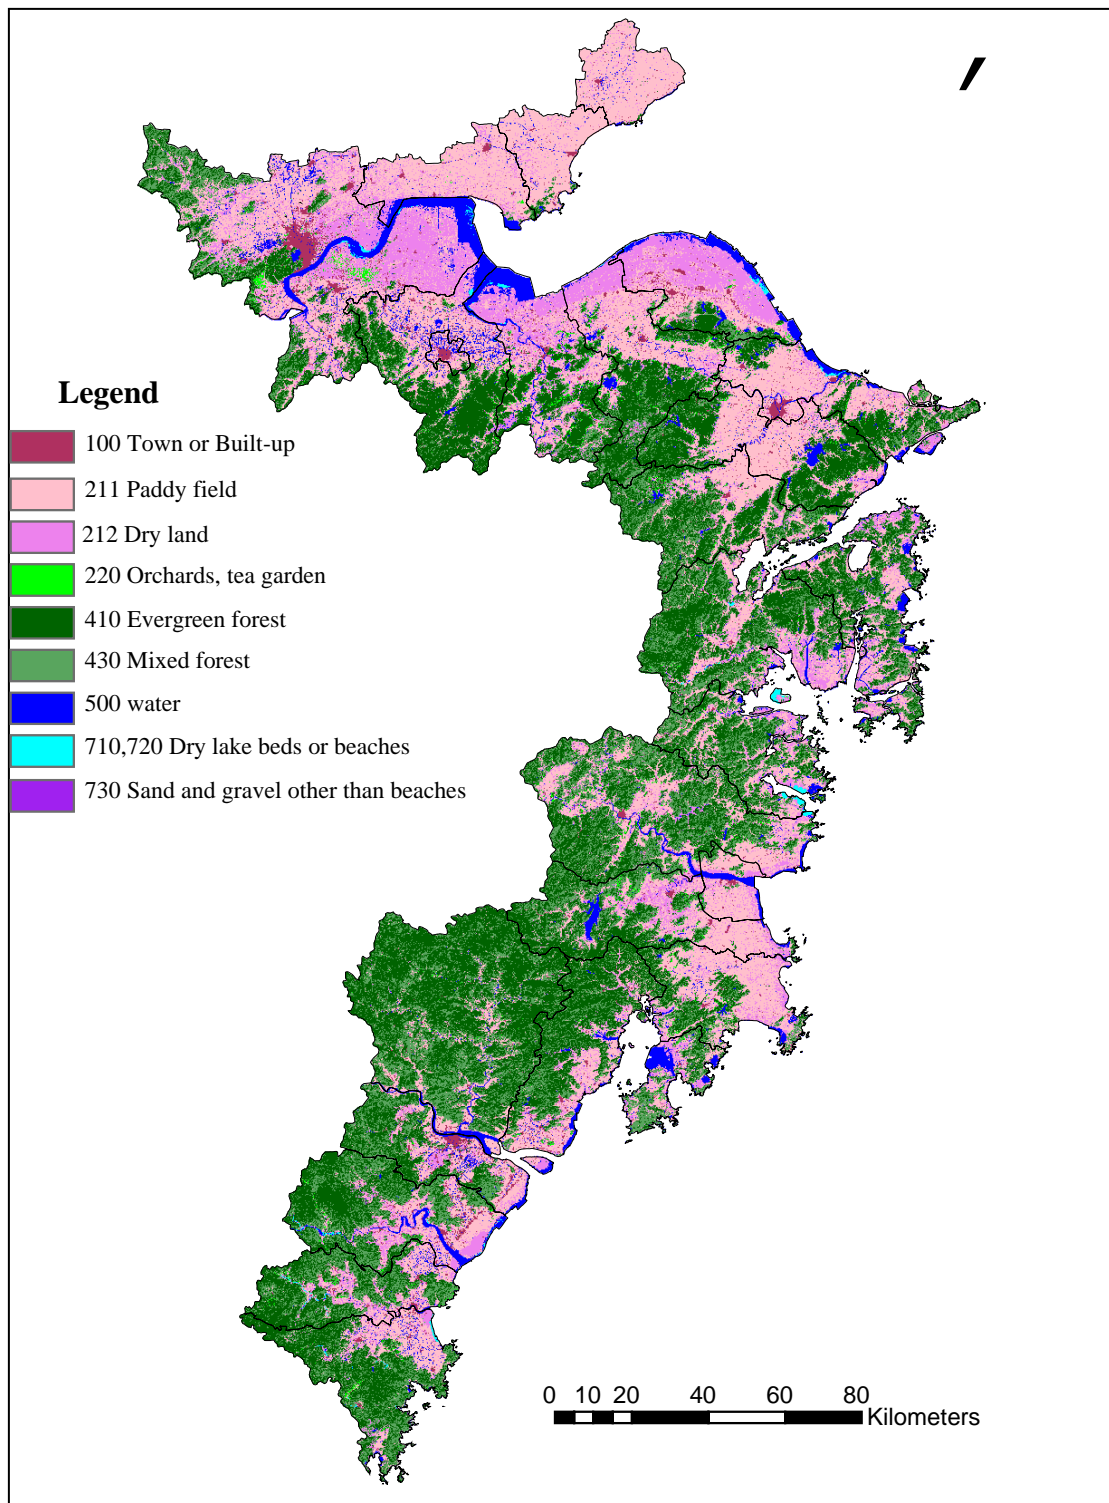 Legend
100 Town or Built-up
211 Paddy field
212 Dry land
220 Orchards, tea garden
410 Evergreen forest
430 Mixed forest
500 water
710,720 Dry lake beds or beaches
730 Sand and gravel other than beaches
0 10 20 40 60 80
Kilometers